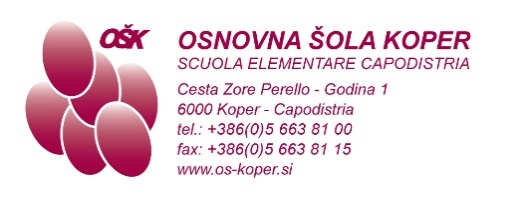 OŠK
OSNOVNA ŠOLA KOPER
SCUOLA ELEMENTARE CAPODISTRIA
Cesta Zore Perello - Godina 1
6000 Koper - Capodistria
tel.: +386(0)5 663 81 00
fax: +386(0)5 663 81 15
www.os-koper.si